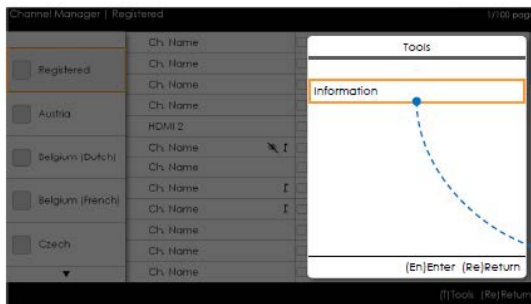 Channel Manager | Registered
1/100 page
Registered
Austria
Belgium (Dutch)
Belgium (French)
Czech
Ch. Name
Ch. Name
Ch. Name
Ch. Name
HDMI 2
Ch. Name
Ch. Name
Ch. Name
Ch. Name
Ch. Name
Ch. Name
Ch. Name
Tools
Information
(En)Enter (Re)Return
(T)Tools (Re)Return